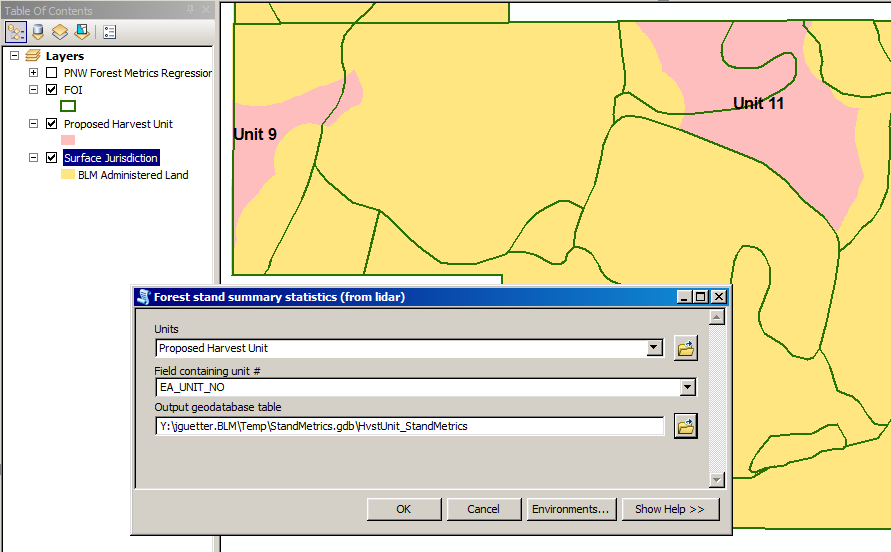 Table Of Contents
Layers
PNW Forest Metrics Regression
FOI
Proposed Harvest Unit
Surface Jurisdiction
BLM Administered Land
Unit 9
Unit 11
Forest stand summary statistics (from lidar)
Units
Proposed Harvest Unit
Field containing unit #
EA_UNIT_NO
Output geodatabase table
Y:\jguetter.BLM\Temp\StandMetrics.gdb\HvstUnit_StandMetrics
OK
Cancel
Environments...
Show Help >>